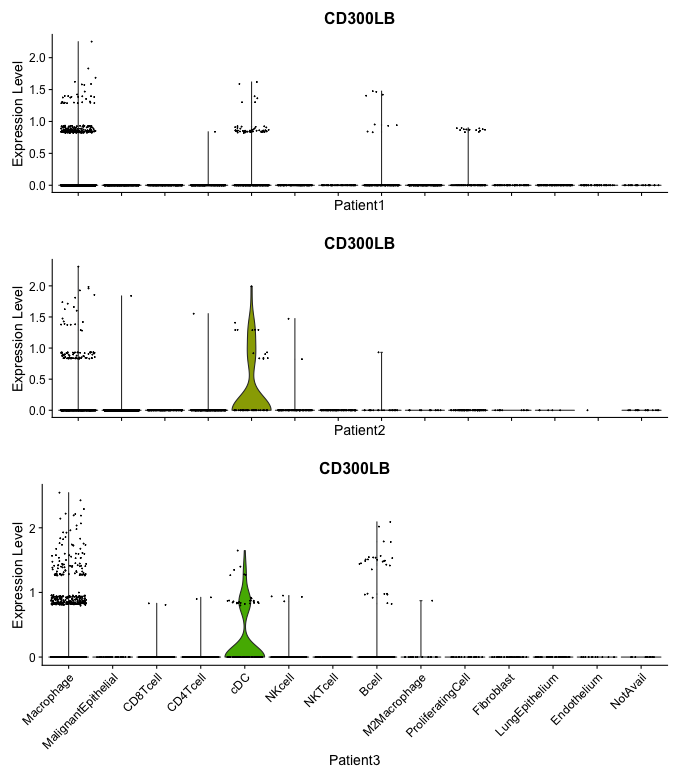 CD300LB
Expression Level
2.0
1.5
1.0
0.5
0.0
Patient1
CD300LB
Expression Level
2.0
1.5
1.0
0.5
0.0
Patient2
CD300LB
Expression Level
2
1
0
Macrophage
MalignantEpithelial
CD8Tcell
CD4Tcell
cDC
NKcell
NKTcell
Bcell
M2Macrophage
ProliferatingCell
Fibroblast
LungEpithelium
Endothelium
NotAvail
Patient3